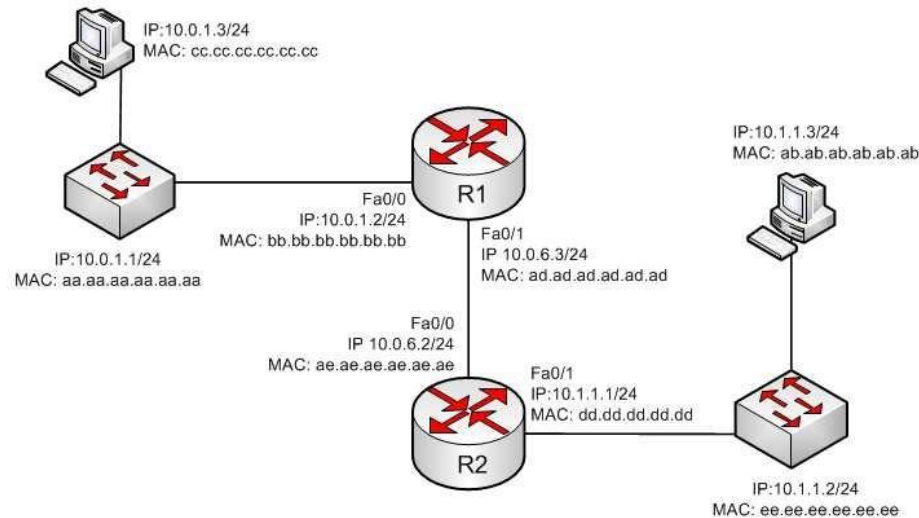 IP:10.0.1.3/24
MAC: cc.cc.cc.cc.cc.cc
IP:10.1.1.3/24
MAC: ab.ab.ab.ab.ab.ab
R1
Fa0/0
IP:10.0.1.2/24
MAC: bb.bb.bb.bb.bb.bb
IP:10.0.1.1/24
MAC: aa.aa.aa.aa.aa.aa
Fa0/1
IP 10.0.6.3/24
MAC: ad.ad.ad.ad.ad.ad
Fa0/0
IP 10.0.6.2/24
MAC: ae.ae.ae.ae.ae.ae
Fa0/1
IP:10.1.1.1/24
MAC: dd.dd.dd.dd.dd
R2
IP:10.1.1.2/24
MAC: ee.ee.ee.ee.ee.ee